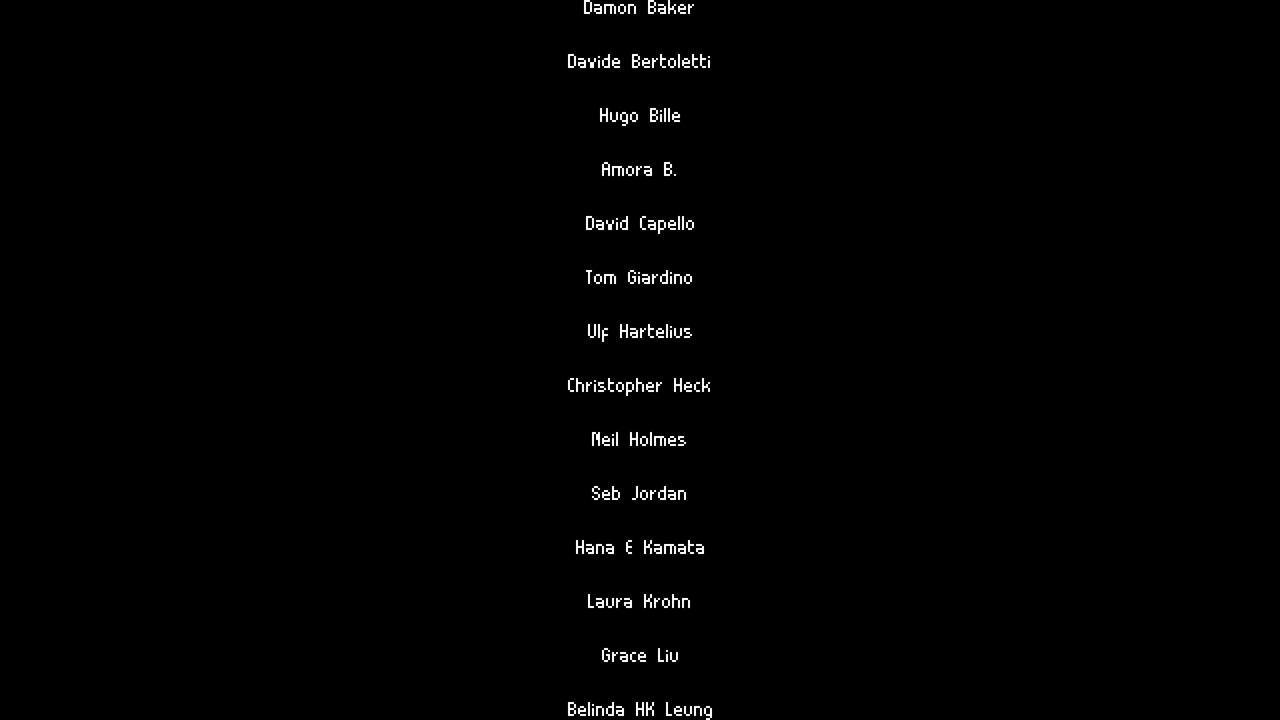 Damon Baker
Davide Bertoletti
Hugo Bille
Amora B.
David Capello
Tom Giardino
Ulf Hartelius
Christopher Heck
Neil Holmes
Seb Jordan
Hana & Kamata
Laura Krohn
Grace Liu
Belinda HK Leung